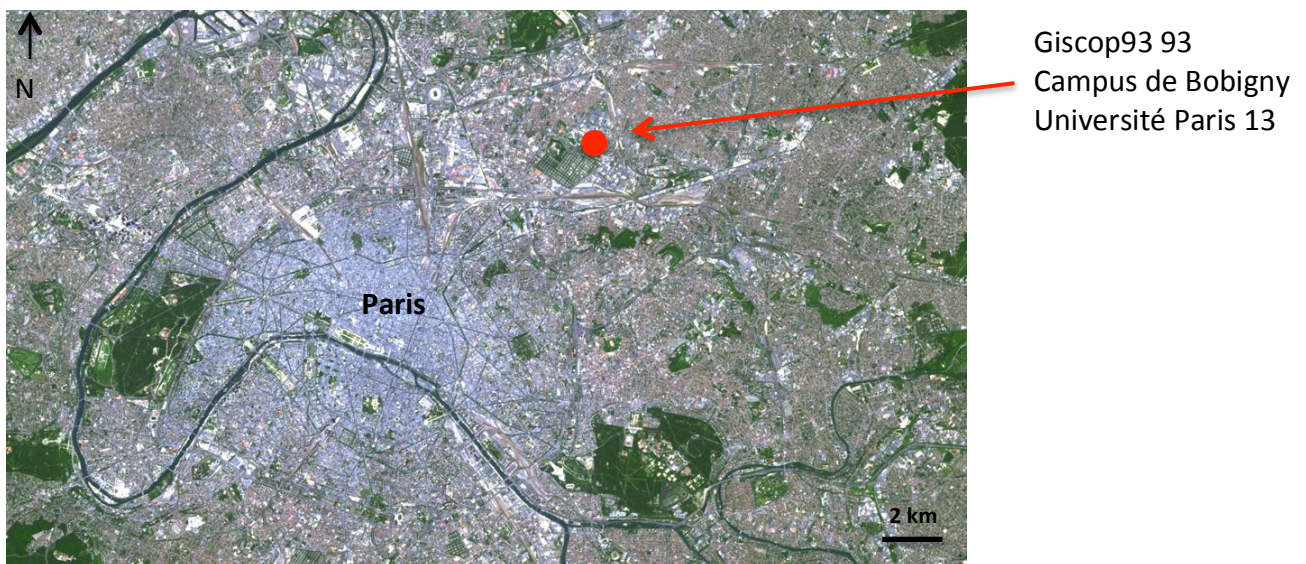 N
Giscop93 93
Campus de Bobigny
Université Paris 13
Paris
2 km